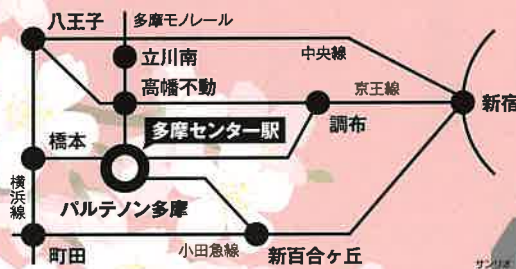 八王子
多摩モノレール
中央線
立川南
高幡不動
京王線
新宿
橋本
多摩センター駅
調布
横浜線
パルテノン多摩
町田
小田急線
新百合ヶ丘
サンリオ